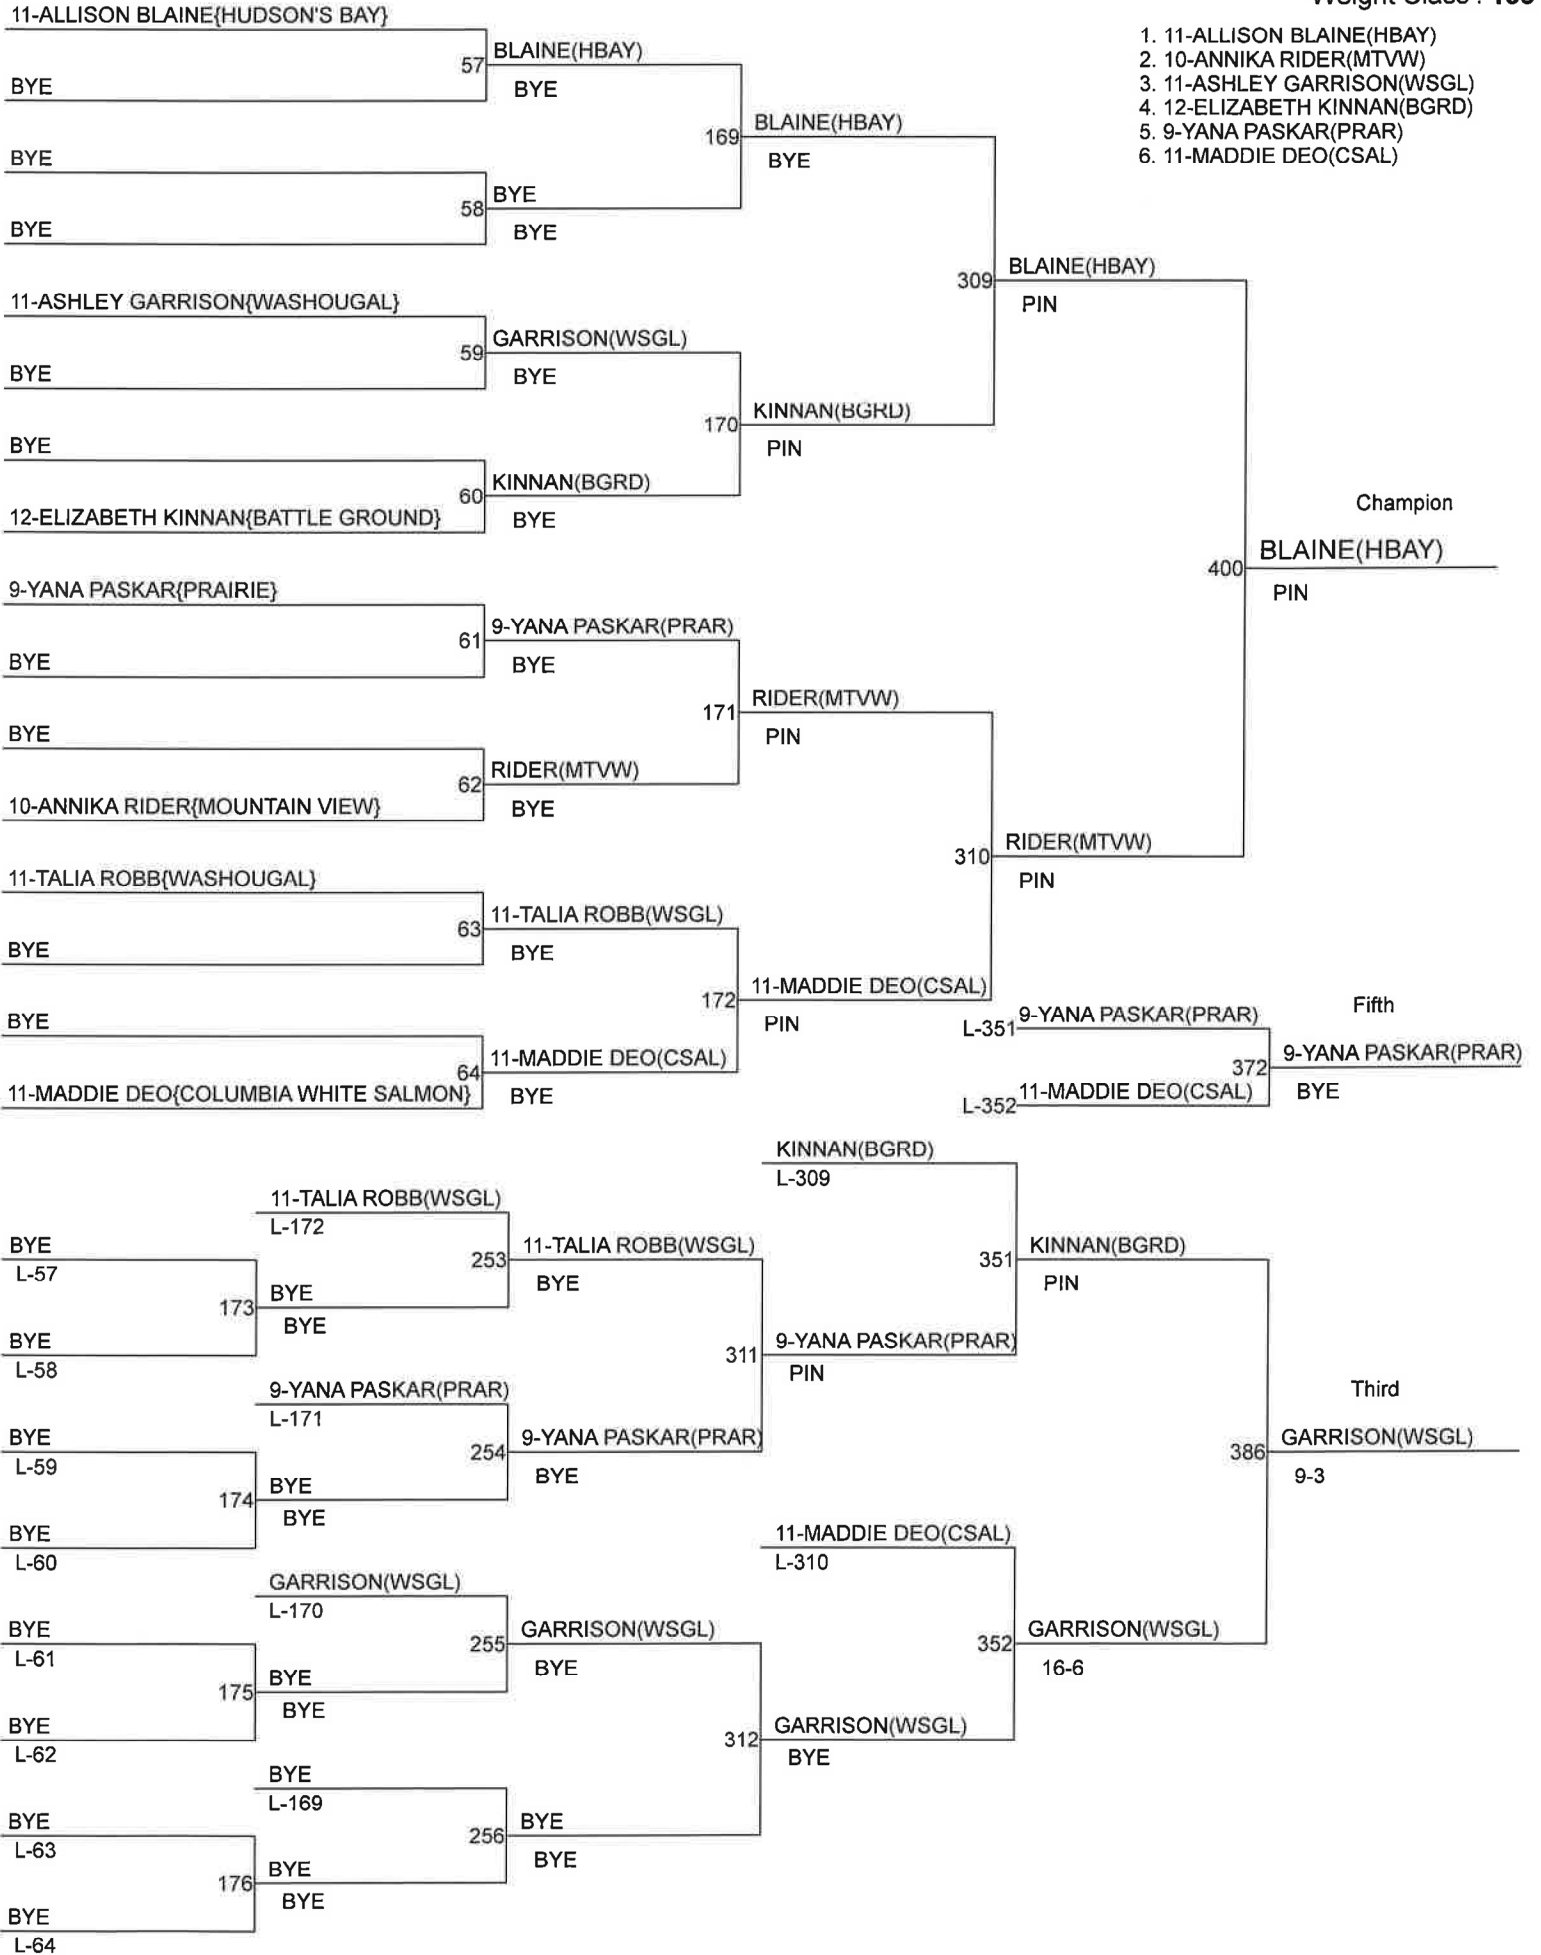 Weight Class :
1. 11-ALLISON BLAINE(HBAY)
2. 10-ANNIKA RIDER(MTVW)
3. 11-ASHLEY GARRISON(WSGL)
4. 12-ELIZABETH KINNAN(BGRD)
5. 9-YANA PASKAR(PRAR)
6. 11-MADDIE DEO(CSAL)
11-ALLISON BLAINE{HUDSON'S BAY}
57
BLAINE(HBAY)
BYE
BYE
169
BLAINE(HBAY)
BYE
BYE
58
BYE
BYE
BYE
309
BLAINE(HBAY)
PIN
11-ASHLEY GARRISON{WASHOUGAL}
59
GARRISON(WSGL)
BYE
BYE
170
KINNAN(BGRD)
PIN
BYE
60
KINNAN(BGRD)
BYE
12-ELIZABETH KINNAN{BATTLE GROUND}
Champion
400
BLAINE(HBAY)
PIN
9-YANA PASKAR{PRAIRIE}
61
9-YANA PASKAR(PRAR)
BYE
BYE
171
RIDER(MTVW)
PIN
BYE
62
RIDER(MTVW)
BYE
10-ANNIKA RIDER{MOUNTAIN VIEW}
310
RIDER(MTVW)
PIN
11-TALIA ROBB{WASHOUGAL}
63
11-TALIA ROBB(WSGL)
BYE
BYE
172
11-MADDIE DEO(CSAL)
PIN
BYE
64
11-MADDIE DEO(CSAL)
BYE
11-MADDIE DEO{COLUMBIA WHITE SALMON}
Fifth
L-351
9-YANA PASKAR(PRAR)
372
9-YANA PASKAR(PRAR)
BYE
L-352
11-MADDIE DEO(CSAL)
KINNAN(BGRD)
L-309
11-TALIA ROBB(WSGL)
L-172
BYE
L-57
253
11-TALIA ROBB(WSGL)
BYE
351
KINNAN(BGRD)
PIN
173
BYE
BYE
BYE
L-58
311
9-YANA PASKAR(PRAR)
PIN
9-YANA PASKAR(PRAR)
L-171
Third
BYE
L-59
254
9-YANA PASKAR(PRAR)
BYE
386
GARRISON(WSGL)
9-3
174
BYE
BYE
BYE
L-60
11-MADDIE DEO(CSAL)
L-310
GARRISON(WSGL)
L-170
BYE
L-61
255
GARRISON(WSGL)
BYE
352
GARRISON(WSGL)
16-6
175
BYE
BYE
BYE
L-62
312
GARRISON(WSGL)
BYE
BYE
L-169
BYE
L-63
256
BYE
BYE
176
BYE
BYE
BYE
L-64